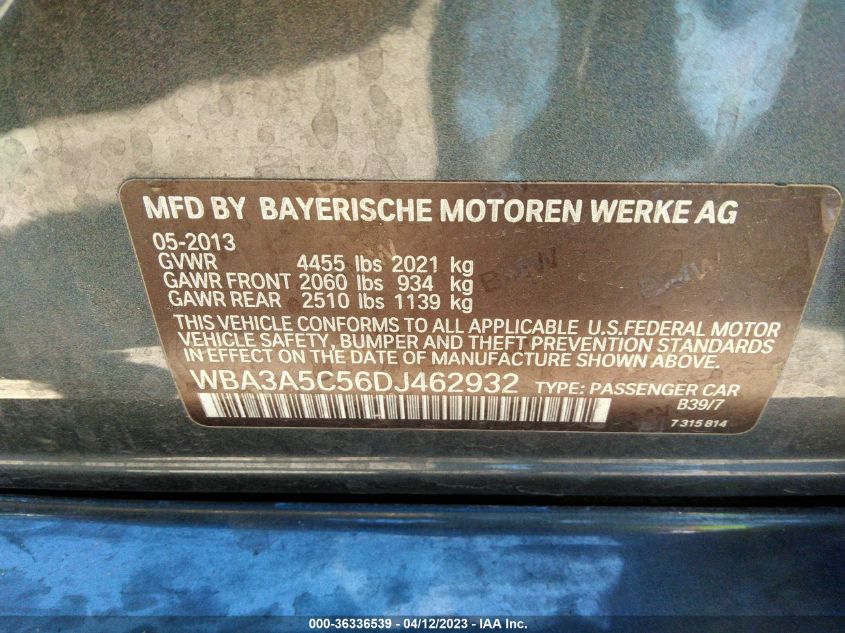 MFD BY BAYERISCHE MOTOREN WERKE AG
05-2013
GVWR 4455 lbs 2021 kg
GAWR FRONT 2060 lbs 934 kg
GAWR REAR 2510 lbs 1139 kg
THIS VEHICLE CONFORMS TO ALL APPLICABLE U.S.FEDERAL MOTOR
VEHICLE SAFETY, BUMPER AND THEFT PREVENTION STANDARDS
IN EFFECT ON THE DATE OF MANUFACTURE SHOWN ABOVE.
WBA3A5C56DJ462932 TYPE: PASSENGER CAR
B39/7
7 315 814
000-36336539 - 04/12/2023 - IAA Inc.